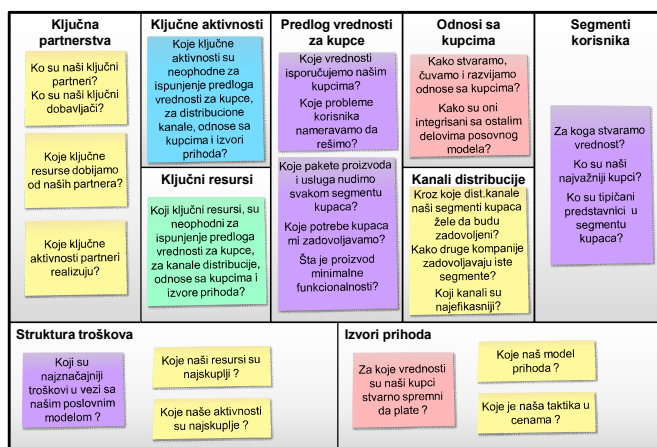 Ključna
partnerstva
Ko su naši ključni
partneri?
Ko su naši ključni
dobavljači?
Koje ključne
resurse dobijamo
od naših partnera?
Koje ključne
aktivnosti partneri
realizuju?
Ključne aktivnosti
Koje ključne
aktivnosti su
neophodne za
ispunjenje predloga
vrednosti za kupce,
za distribucione
kanale, odnose sa
kupcima i izvori
prihoda?
Ključni resursi
Koji ključni resursi, su
neophodni za
ispunjenje predloga
vrednosti za kupce,
za kanale distribucije,
odnose sa kupcima i
izvore prihoda?
Predlog vrednosti
za kupce
Koje vrednosti
isporučujemo našim
kupcima?
Koje probleme
korisnika
nameravamo da
rešimo?
Koje pakete proizvoda
i usluga nudimo
svakom segmentu
kupaca?
Koje potrebe kupaca
mi zadovoljavamo?
Šta je proizvod
minimalne
funkcionalnosti?
Odnosi sa
kupcima
Kako stvaramo,
čuvamo i razvijamo
odnose sa kupcima?
Kako su oni
integrisani sa ostalim
delovima posovnog
modela?
Kanali distribucije
Kroz koje dist.kanale
naši segmenti kupaca
žele da budu
zadovoljeni?
Kako druge kompanije
zadovoljavaju iste
segmente?
Koji kanali su
najefikasniji?
Segmenti
korisnika
Za koga stvaramo
vrednost?
Ko su naši
najvažniji kupci?
Ko su tipičani
predstavnici u
segmentu
kupaca?
Struktura troškova
Koji su
najznačajniji
troškovi u vezi sa
našim poslovnim
modelom ?
Koje naši resursi su
najskuplji ?
Koje naše aktivnosti
su najskuplje ?
Izvori prihoda
Za koje vrednosti
su naši kupci
stvarno spremni
da plate ?
Koje naš model
prihoda ?
Koje je naša taktika u
cenama ?